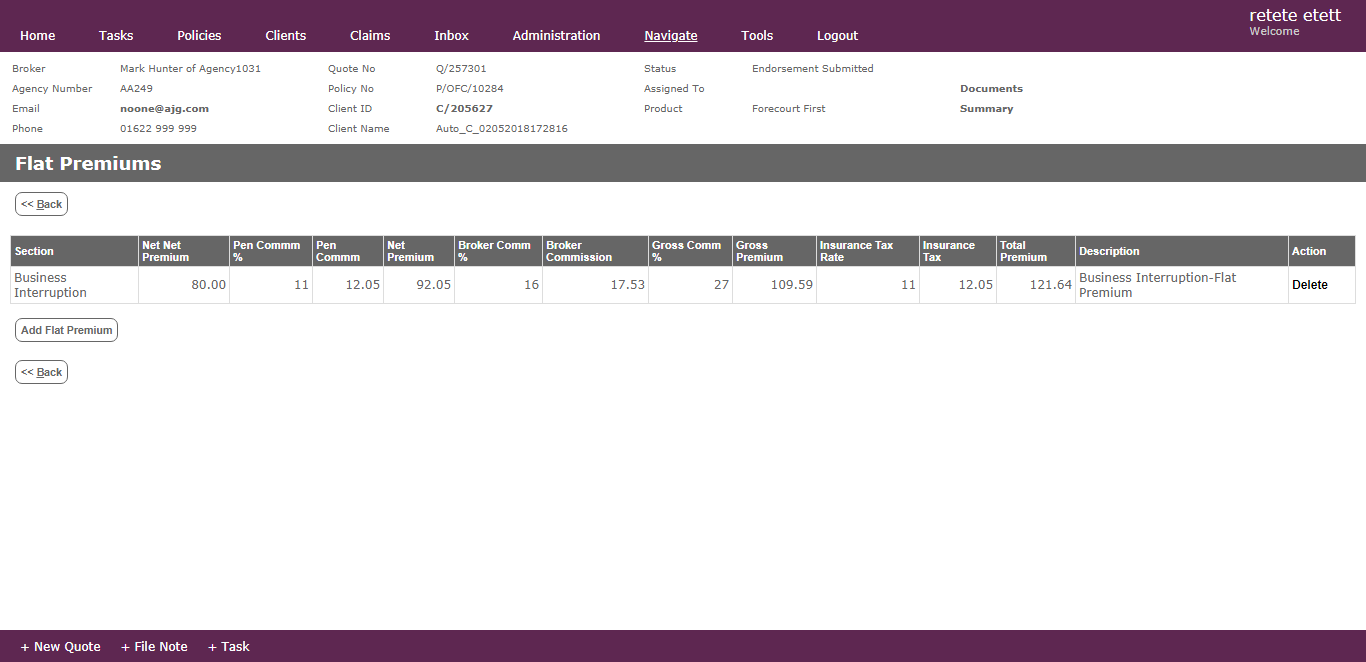 retete etett
Home Tasks Policies Clients Claims Inbox Administration Navigate Tools Logout Welcome
Broker Mark Hunter of Agency1031 Quote No Q/257301 Status Endorsement Submitted
Agency Number AA249 Policy No P/OFC/10284 Assigned To Documents
Email noone@ajg.com Client ID C/205627 Product Forecourt First Summary
Phone 01622 999 999 Client Name Auto_C_02052018172816
Flat Premiums
<< Back
Section Net Net Premium Pen Commm % Pen Commm Net Premium Broker Comm % Broker Commission Gross Comm % Gross Premium Insurance Tax Rate Insurance Tax Total Premium Description Action
Business Interruption 80.00 11 12.05 92.05 16 17.53 27 109.59 11 12.05 121.64 Business Interruption-Flat Premium Delete
Add Flat Premium
<< Back
+ New Quote + File Note + Task